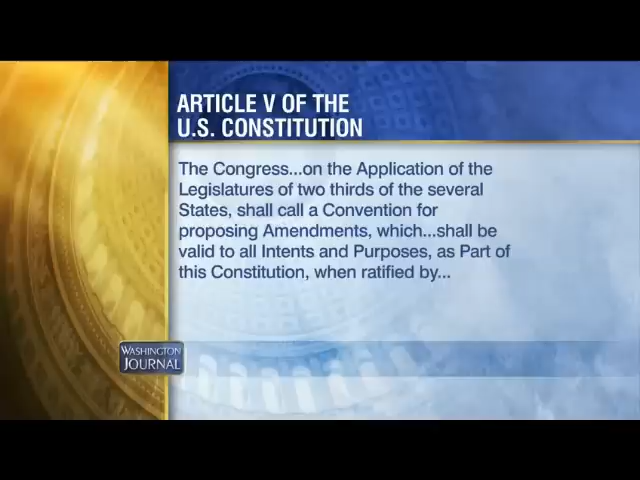 ARTICLE V OF THE
U.S. CONSTITUTION
The Congress...on the Application of the
Legislatures of two thirds of the several
States, shall call a Convention for
proposing Amendments, which...shall be
valid to all Intents and Purposes, as Part of
this Constitution, when ratified by...
WASHINGTON
JOURNAL